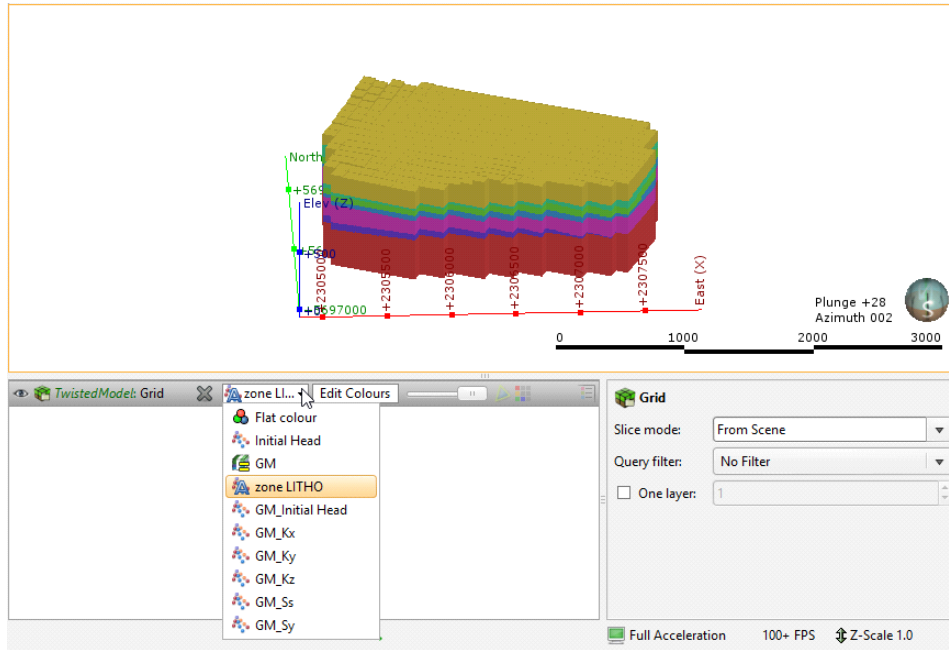 North
+569
Elev (Z)
+56
+500
+2305000
+2305500
+2306000
+2306500
+2307000
+2307500
East (X)
+5697000
Plunge +28
Azimuth 002
S
0 1000 2000 3000
TwistedModel: Grid zone LI... Edit Colours
Flat colour
Initial Head
GM
zone LITHO
GM_Initial Head
GM_Kx
GM_Ky
GM_Kz
GM_Ss
GM_Sy
Grid
Slice mode: From Scene
Query filter: No Filter
One layer: 1
Full Acceleration 100+ FPS Z-Scale 1.0